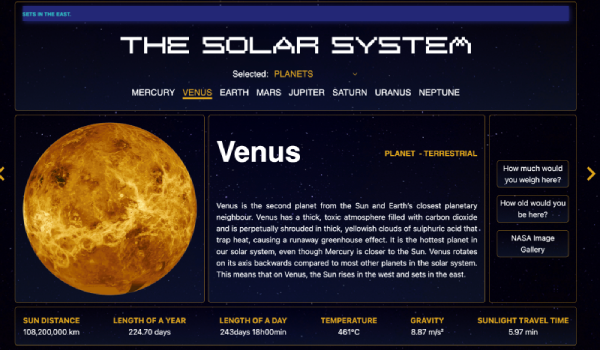 SETS IN THE EAST.
THE SOLAR SYSTEM
Selected: PLANETS
MERCURY VENUS EARTH MARS JUPITER SATURN URANUS NEPTUNE
Venus
PLANET - TERRESTRIAL
Venus is the second planet from the Sun and Earth's closest planetary
neighbour. Venus has a thick, toxic atmosphere filled with carbon dioxide
and is perpetually shrouded in thick, yellowish clouds of sulphuric acid that
trap heat, causing a runaway greenhouse effect. It is the hottest planet in
our solar system, even though Mercury is closer to the Sun. Venus rotates
on its axis backwards compared to most other planets in the solar system.
This means that on Venus, the Sun rises in the west and sets in the east.
How much would
you weigh here?
How old would you
be here?
NASA Image
Gallery
SUN DISTANCE LENGTH OF A YEAR LENGTH OF A DAY TEMPERATURE GRAVITY SUNLIGHT TRAVEL TIME
108,200,000 km 224.70 days 243days 18h00min 461°C 8.87 m/s² 5.97 min